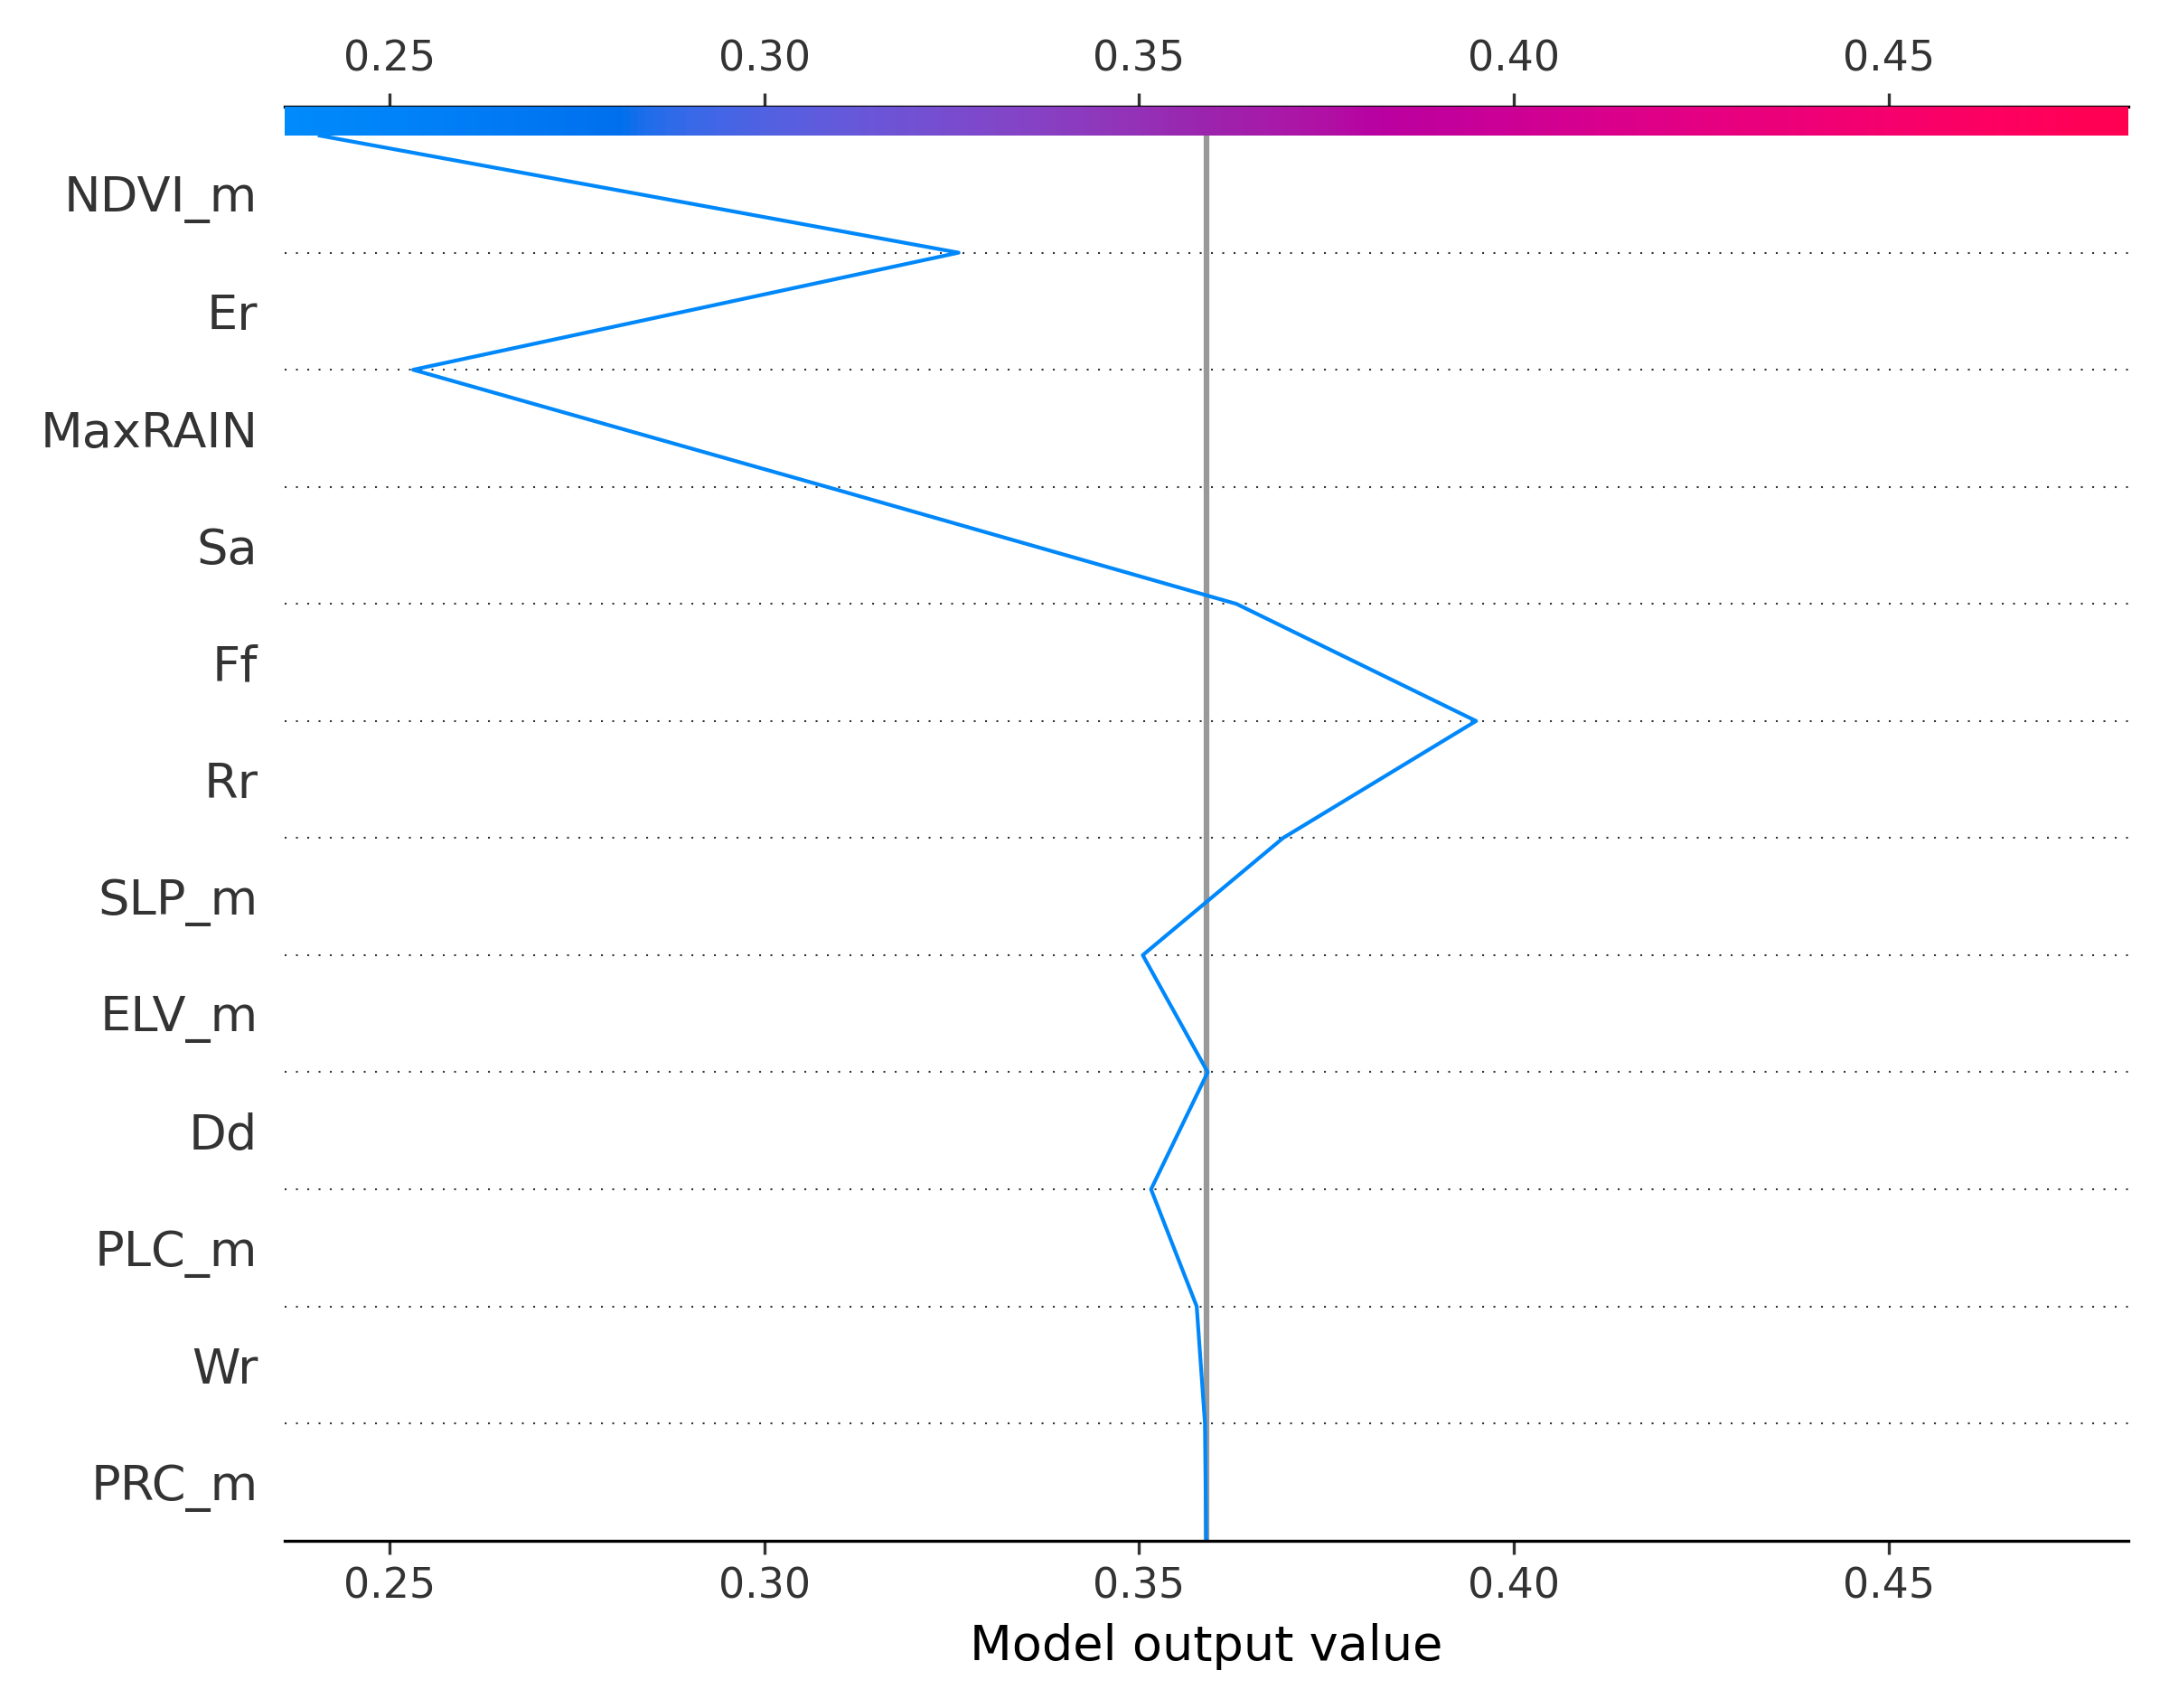 0.25 0.30 0.35 0.40 0.45
NDVI_m
Er
MaxRAIN
Sa
Ff
Rr
SLP_m
ELV_m
Dd
PLC_m
Wr
PRC_m
0.25 0.30 0.35 0.40 0.45
Model output value